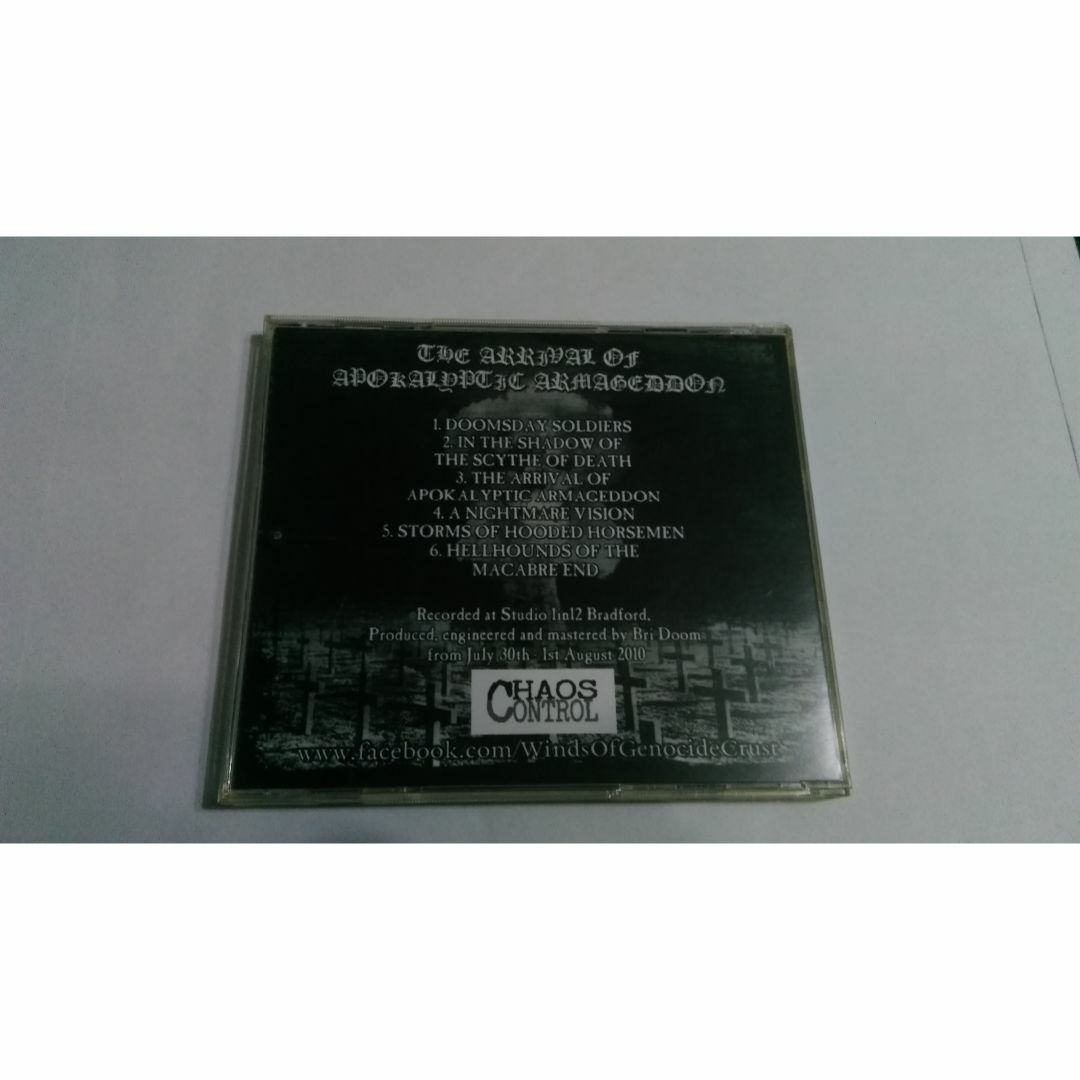 THE ARRIVAL OF
APOKALYPTIC ARMAGEDDON
1. DOOMSDAY SOLDIERS
2. IN THE SHADOW OF
THE SCYTHE OF DEATH
3. THE ARRIVAL OF
APOKALYPTIC ARMAGEDDON
4. A NIGHTMARE VISION
5. STORMS OF HOODED HORSEMEN
6. HELLHOUNDS OF THE
MACABRE END
Recorded at Studio 1in12 Bradford,
Produced, engineered and mastered by Bri Doom
from July 30th - 1st August 2010
CHAOS
CONTROL
www.facebook.com/WindsOfGenocideCrust